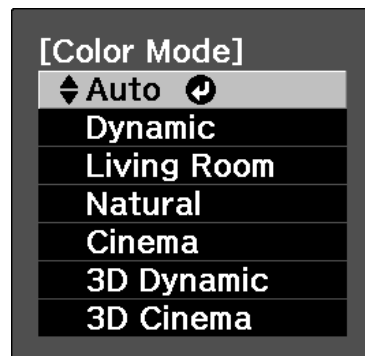 [Color Mode]
Auto
Dynamic
Living Room
Natural
Cinema
3D Dynamic
3D Cinema